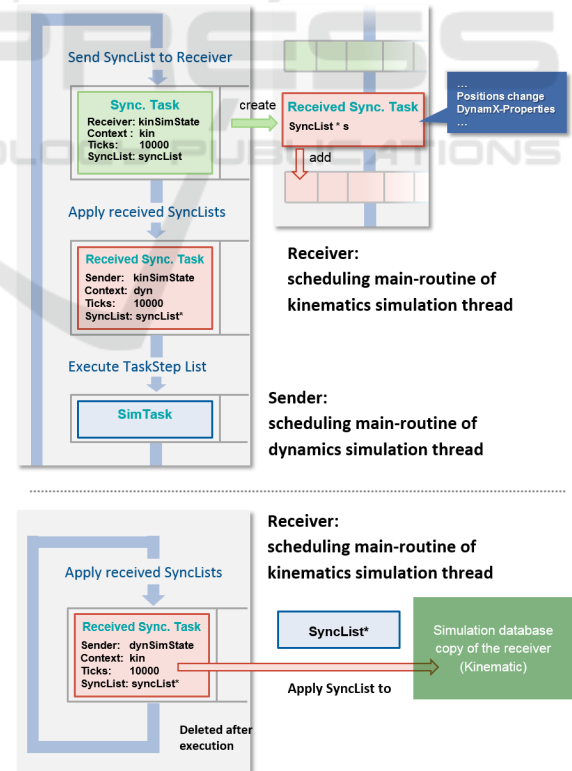 Send SyncList to Receiver
Sync. Task
Receiver: kinSimState
Context : kin
Ticks: 10000
SyncList: syncList
create
Received Sync. Task
SyncList * s
add
...
Positions change
DynamX-Properties
...
Apply received SyncLists
Received Sync. Task
Sender: kinSimState
Context: dyn
Ticks: 10000
SyncList: syncList*
Receiver:
scheduling main-routine of
kinematics simulation thread
Execute TaskStep List
SimTask
Sender:
scheduling main-routine of
dynamics simulation thread
Receiver:
scheduling main-routine of
kinematics simulation thread
Apply received SyncLists
Received Sync. Task
Sender: dynSimState
Context: kin
Ticks: 10000
SyncList: syncList*
SyncList*
Apply SyncList to
Simulation database
copy of the receiver
(Kinematic)
Deleted after
execution